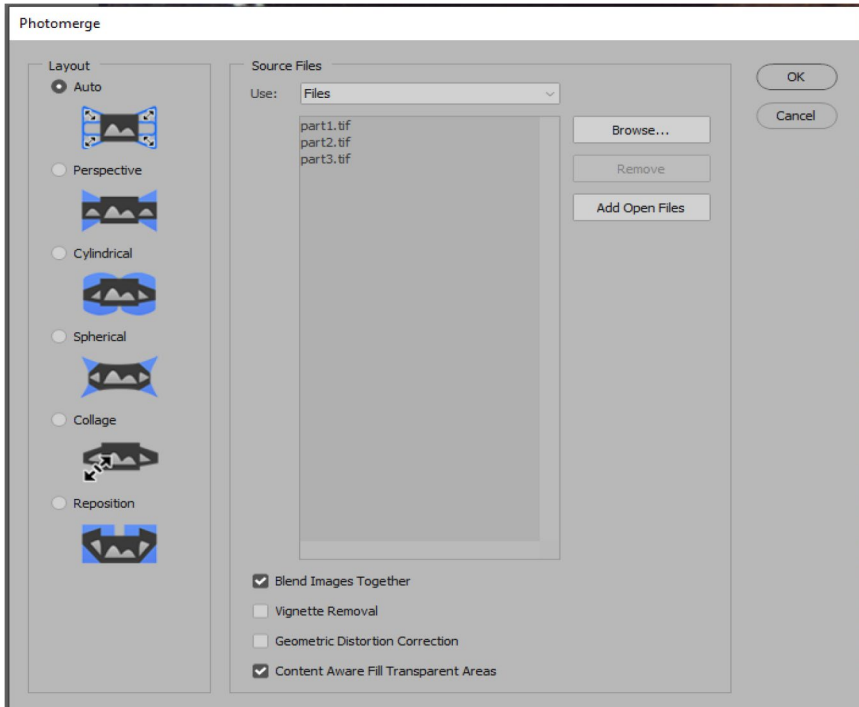 Photomerge
Layout
Auto
Perspective
Cylindrical
Spherical
Collage
Reposition
Source Files
Use: Files
part1.tif
part2.tif
part3.tif
Browse...
Remove
Add Open Files
Blend Images Together
Vignette Removal
Geometric Distortion Correction
Content Aware Fill Transparent Areas
OK
Cancel